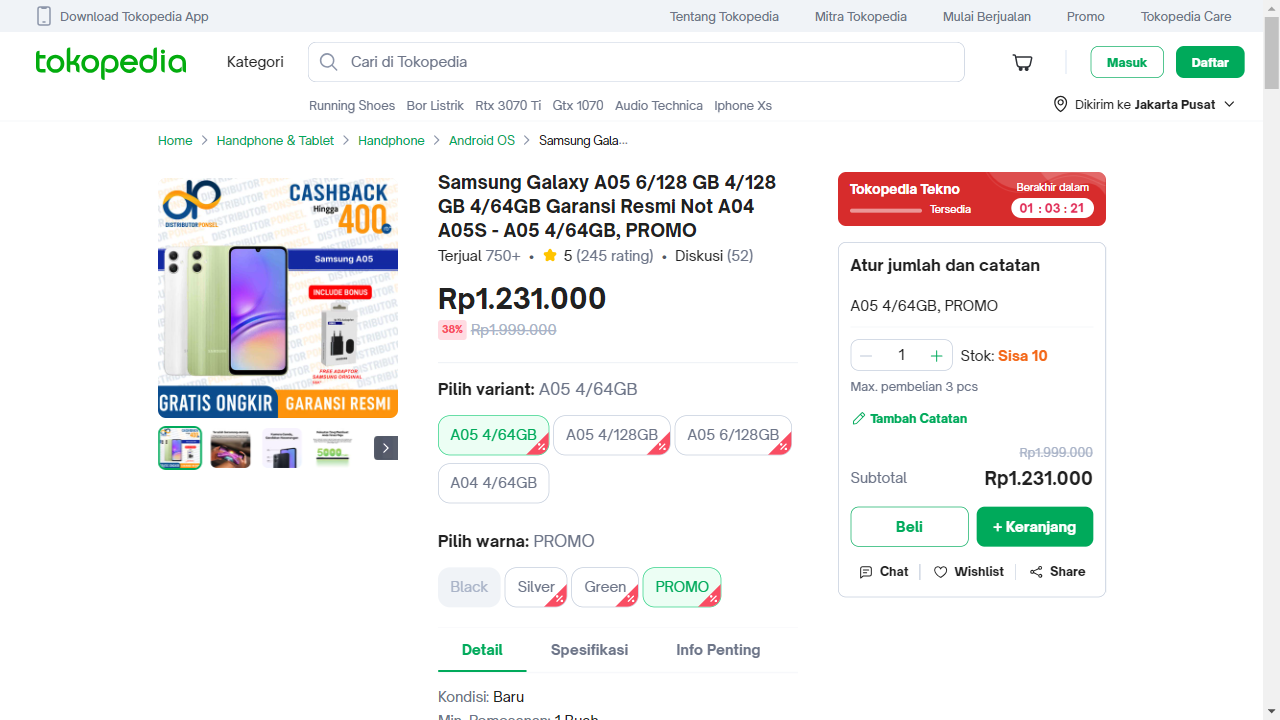 Download Tokopedia App
Tentang Tokopedia
Mitra Tokopedia
Mulai Berjualan
Promo
Tokopedia Care
tokopedia
Kategori
Cari di Tokopedia
Masuk
Daftar
Running Shoes
Bor Listrik
Rtx 3070 Ti
Gtx 1070
Audio Technica
Iphone Xs
Dikirim ke Jakarta Pusat
Home
Handphone & Tablet
Handphone
Android OS
Samsung Gala...
DISTRIBUTOR PONSEL
CASHBACK
Hingga
400
Samsung A05
INCLUDE BONUS
FREE ADAPTOR
SAMSUNG ORIGINAL
GRATIS ONGKIR
GARANSI RESMI
5000
Samsung Galaxy A05 6/128 GB 4/128
GB 4/64GB Garansi Resmi Not A04
A05S - A05 4/64GB, PROMO
Terjual 750+ • 5 (245 rating) • Diskusi (52)
Rp1.231.000
38% Rp1.999.000
Pilih variant: A05 4/64GB
A05 4/64GB
A05 4/128GB
A05 6/128GB
A04 4/64GB
Pilih warna: PROMO
Black
Silver
Green
PROMO
Detail
Spesifikasi
Info Penting
Kondisi: Baru
Min. Pemesanan: 1 Buah
Tokopedia Tekno
Berakhir dalam
Tersedia
01 : 03 : 21
Atur jumlah dan catatan
A05 4/64GB, PROMO
1
Stok: Sisa 10
Max. pembelian 3 pcs
Tambah Catatan
Rp1.999.000
Subtotal
Rp1.231.000
Beli
+ Keranjang
Chat
Wishlist
Share